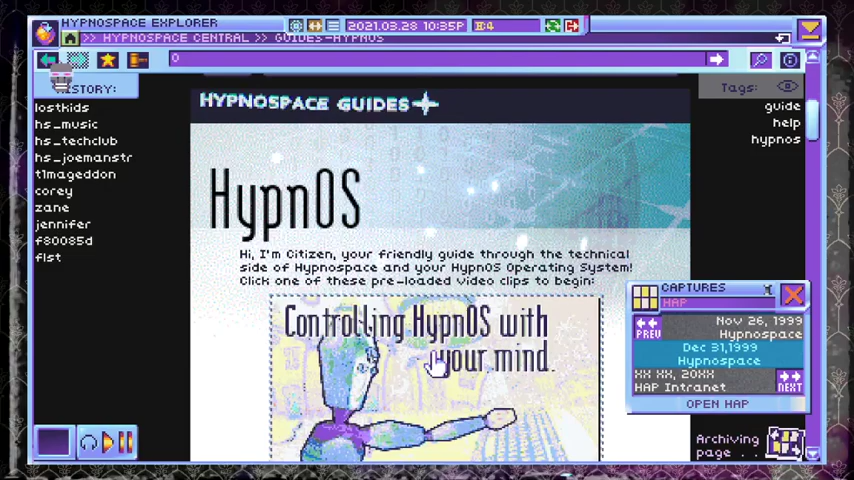 HYPNOSPACE EXPLORER
2021.03.28 10:35P
:4
>> HYPNOSPACE CENTRAL >> GUIDES-HYPNOS
0
HISTORY:
lostkids
hs_music
hs_techclub
hs_joemanstr
t1mageddon
corey
zane
jennifer
f80085d
flst
HYPNOSPACE GUIDES
HypnOS
Hi, I'm Citizen, your friendly guide through the technical
side of Hypnospace and your HypnOS Operating System!
Click one of these pre-loaded video clips to begin:
Controlling HypnOS with
your mind.
Tags:
guide
help
hypnos
CAPTURES
HAP
PREV
Nov 26, 1999
Hypnospace
Dec 31,1999
Hypnospace
XX XX, 20XX
HAP Intranet
NEXT
OPEN HAP
Archiving
page . .